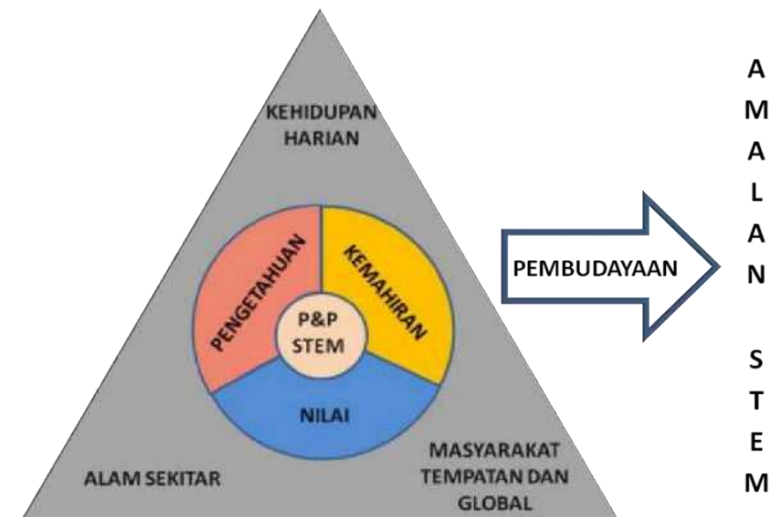 KEHIDUPAN
HARIAN
PENGETAHUAN
KEMAHIRAN
P&P
STEM
NILAI
ALAM SEKITAR
MASYARAKAT
TEMPATAN DAN
GLOBAL
PEMBUDAYAAN
A
M
A
L
A
N
S
T
E
M